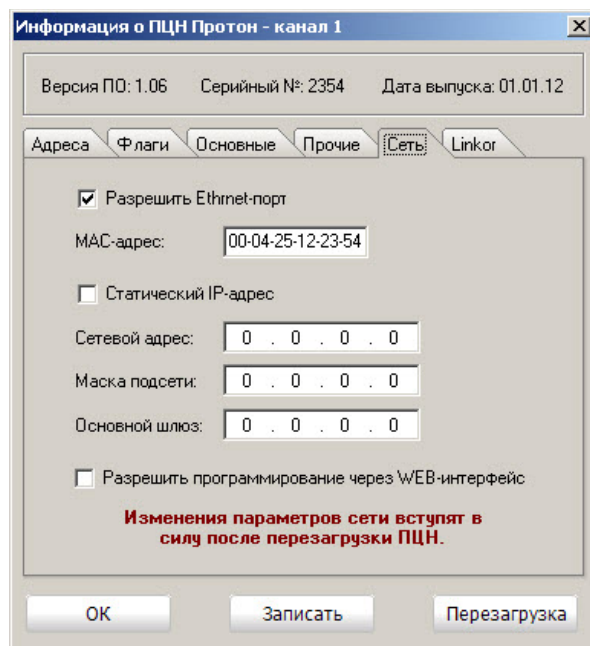 Информация о ПЦН Протон - канал 1
Версия ПО: 1.06 Серийный №: 2354 Дата выпуска: 01.01.12
Адреса Флаги Основные Прочие Сеть Linkor
Разрешить Ethrnet-порт
MAC-адрес: 00-04-25-12-23-54
Статический IP-адрес
Сетевой адрес: 0 . 0 . 0 . 0
Маска подсети: 0 . 0 . 0 . 0
Основной шлюз: 0 . 0 . 0 . 0
Разрешить программирование через WEB-интерфейс
Изменения параметров сети вступят в
силу после перезагрузки ПЦН.
ОК Записать Перезагрузка